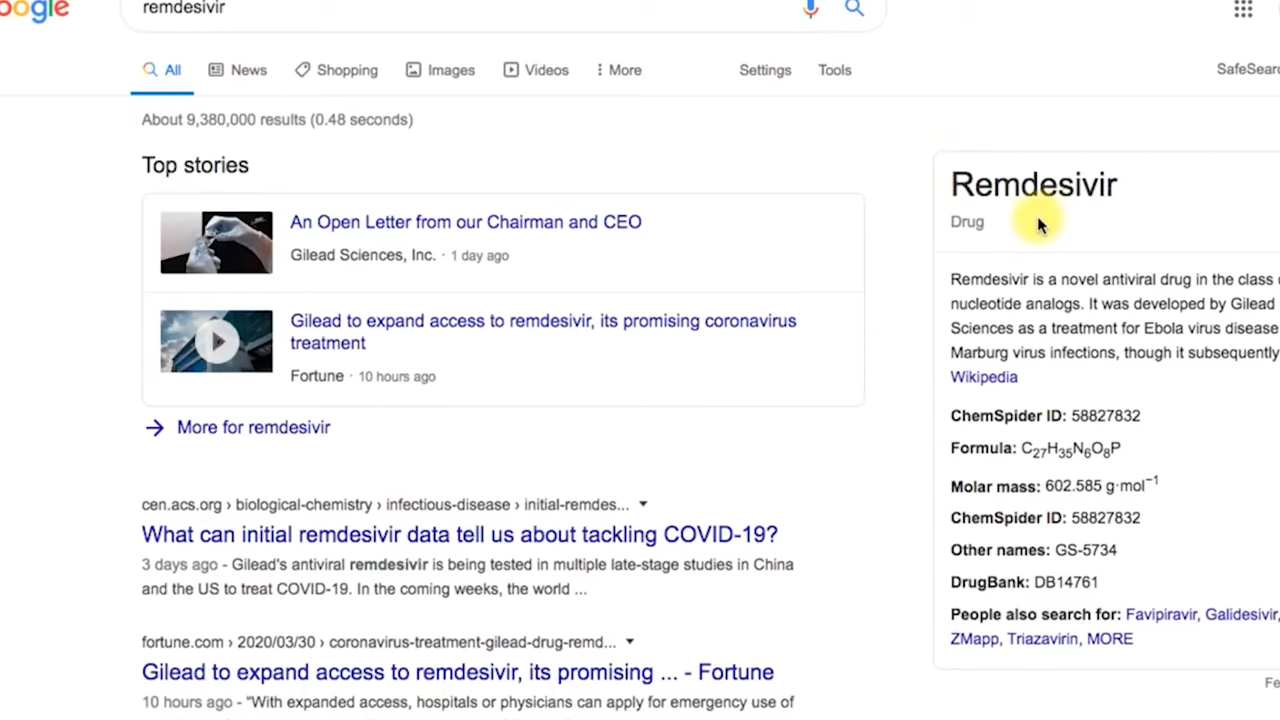 oogle
remdesivir
All News Shopping Images Videos More Settings Tools
About 9,380,000 results (0.48 seconds)
Top stories
An Open Letter from our Chairman and CEO
Gilead Sciences, Inc. · 1 day ago
Gilead to expand access to remdesivir, its promising coronavirus
treatment
Fortune · 10 hours ago
More for remdesivir
cen.acs.org › biological-chemistry › infectious-disease › initial-remdes...
What can initial remdesivir data tell us about tackling COVID-19?
3 days ago - Gilead's antiviral remdesivir is being tested in multiple late-stage studies in China
and the US to treat COVID-19. In the coming weeks, the world ...
fortune.com › 2020/03/30 › coronavirus-treatment-gilead-drug-remd...
Gilead to expand access to remdesivir, its promising ... - Fortune
10 hours ago - "With expanded access, hospitals or physicians can apply for emergency use of
Remdesivir
Drug
Remdesivir is a novel antiviral drug in the class
nucleotide analogs. It was developed by Gilead
Sciences as a treatment for Ebola virus disease
Marburg virus infections, though it subsequently
Wikipedia
ChemSpider ID: 58827832
Formula: C₂₇H₃₅N₆O₈P
Molar mass: 602.585 g·mol⁻¹
ChemSpider ID: 58827832
Other names: GS-5734
DrugBank: DB14761
People also search for: Favipiravir, Galidesivir,
ZMapp, Triazavirin, MORE